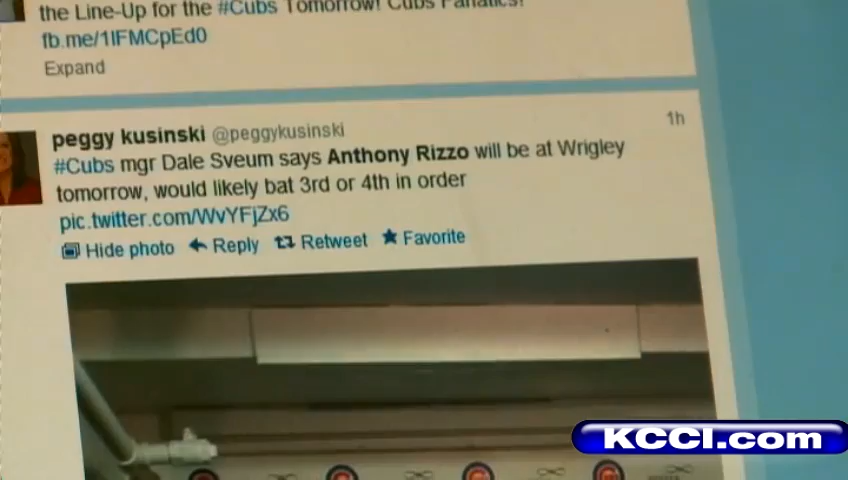 the Line-Up for the #Cubs Tomorrow! Cubs Fanatics!
fb.me/1IFMCpEd0
Expand
peggy kusinski @peggykusinski 1h
#Cubs mgr Dale Sveum says Anthony Rizzo will be at Wrigley
tomorrow, would likely bat 3rd or 4th in order
pic.twitter.com/WvYFjZx6
Hide photo Reply Retweet Favorite
KCCI.com